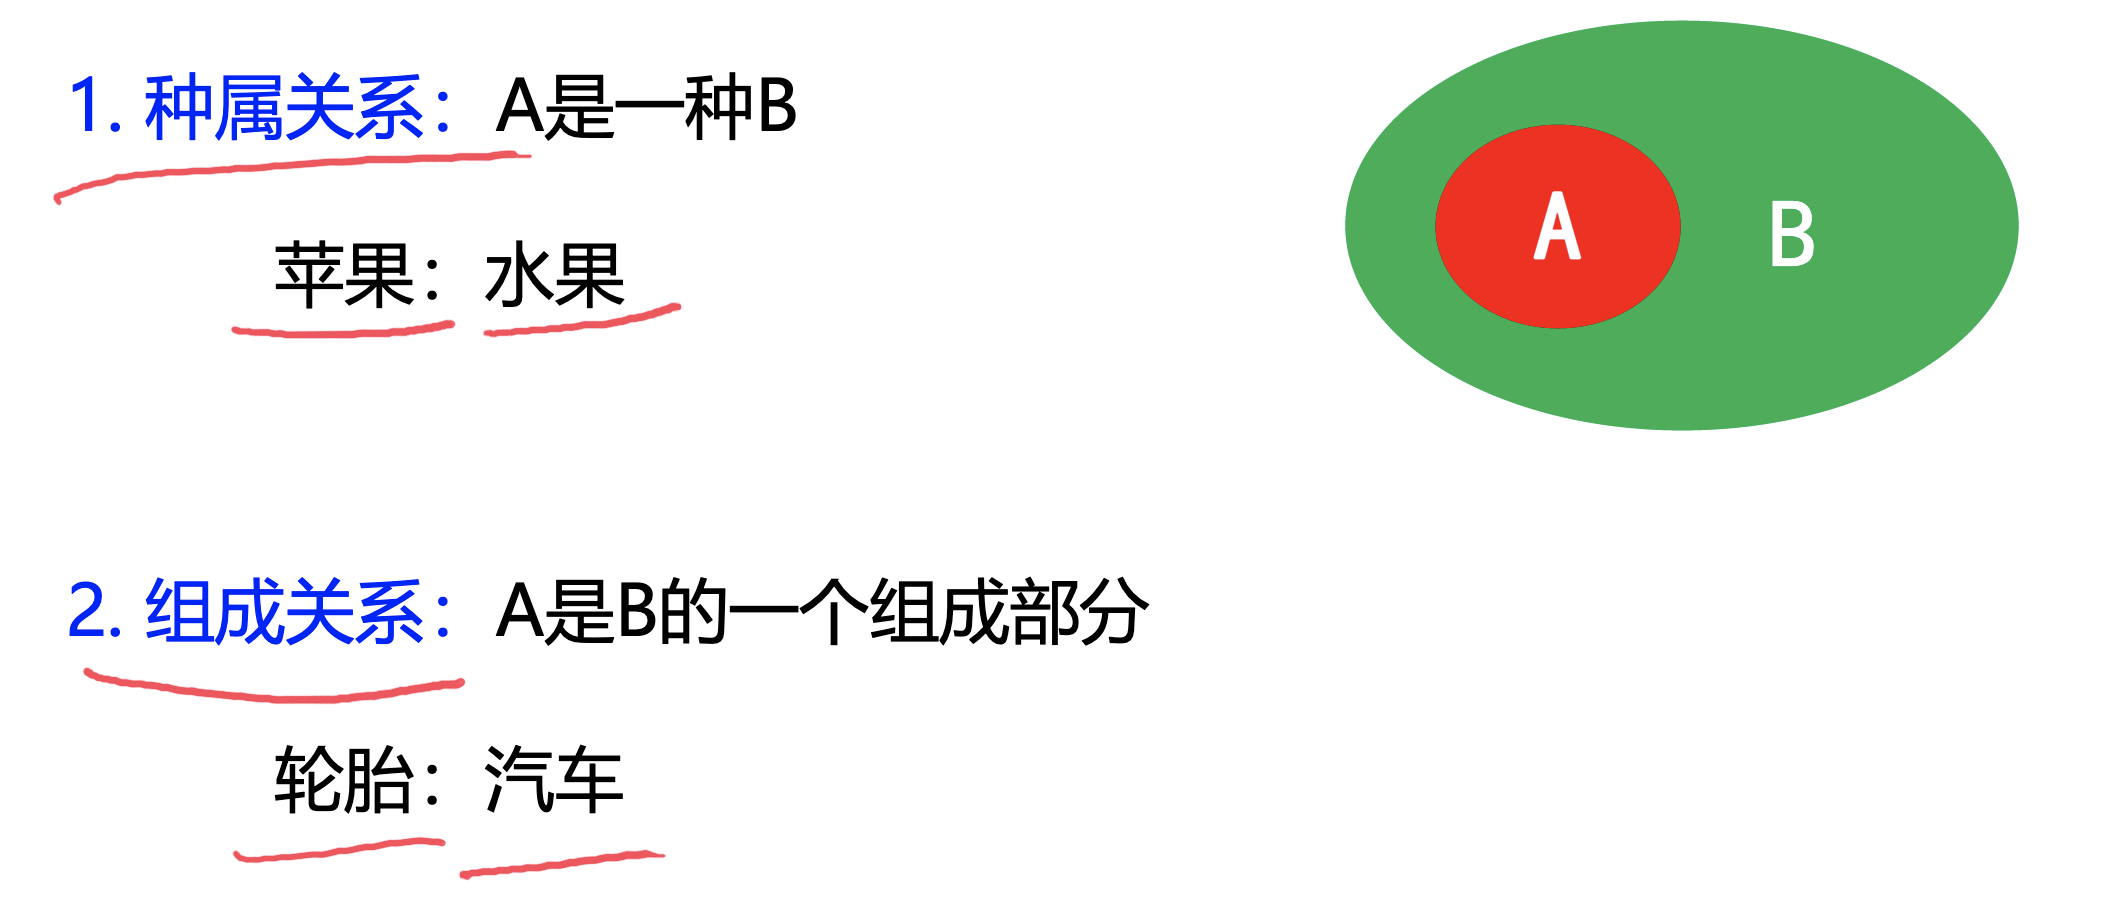 1. 种属关系：A是一种B
苹果：水果
A
B
2. 组成关系：A是B的一个组成部分
轮胎：汽车